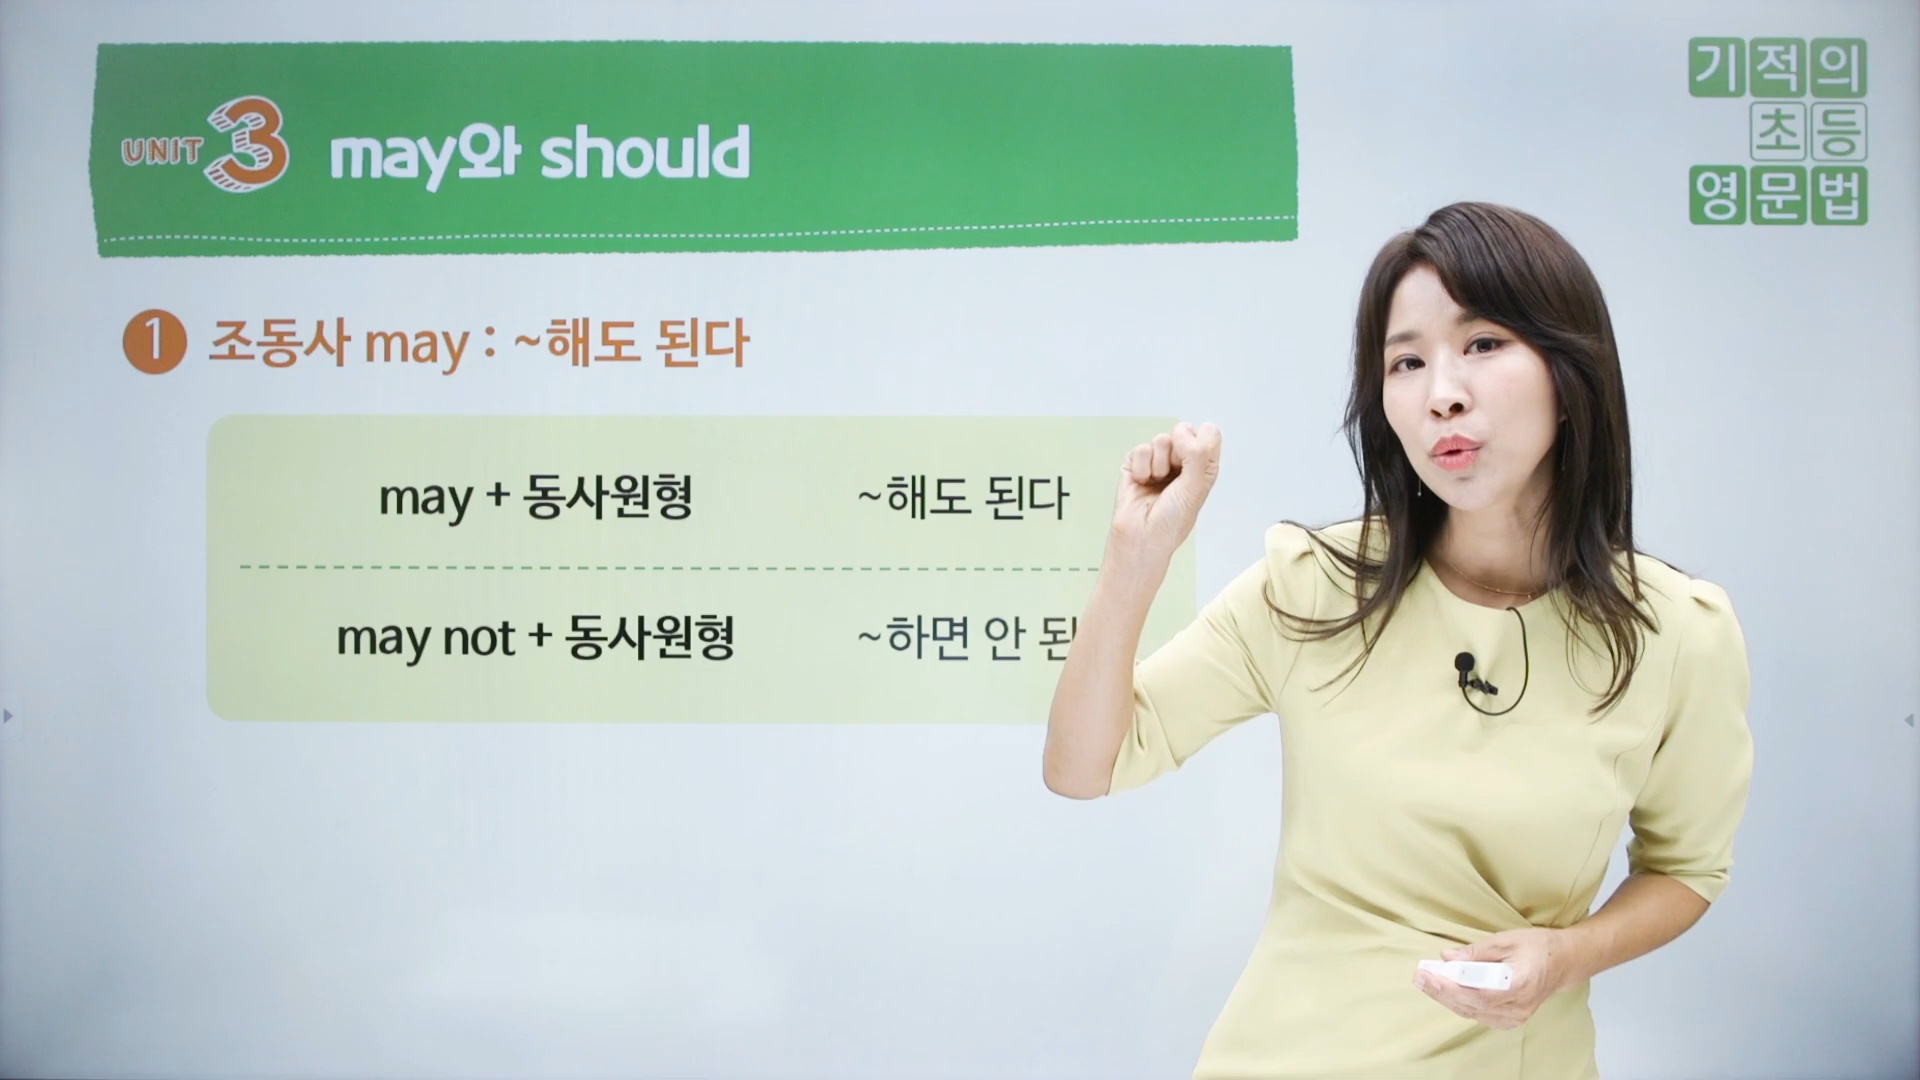 UNIT 3 may와 should
기적의
초등
영문법
1 조동사 may : ~해도 된다
may + 동사원형 ~해도 된다
may not + 동사원형 ~하면 안 된